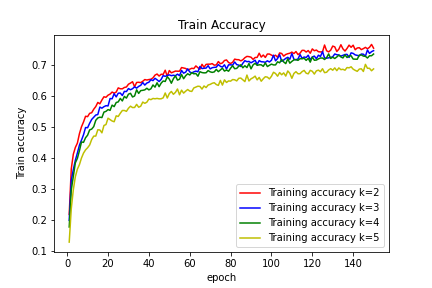 Train Accuracy
Train accuracy
0.7
0.6
0.5
0.4
0.3
0.2
0.1
Training accuracy k=2
Training accuracy k=3
Training accuracy k=4
Training accuracy k=5
0 20 40 60 80 100 120 140
epoch